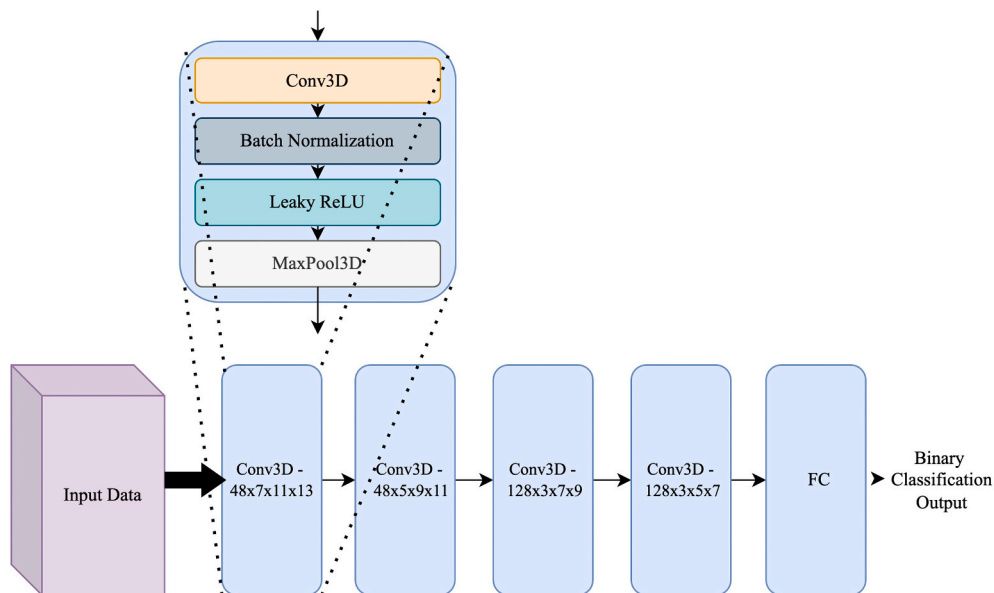 Conv3D
Batch Normalization
Leaky ReLU
MaxPool3D
Input Data
Conv3D -
48x7x11x13
Conv3D -
48x5x9x11
Conv3D -
128x3x7x9
Conv3D -
128x3x5x7
FC
Binary
Classification
Output